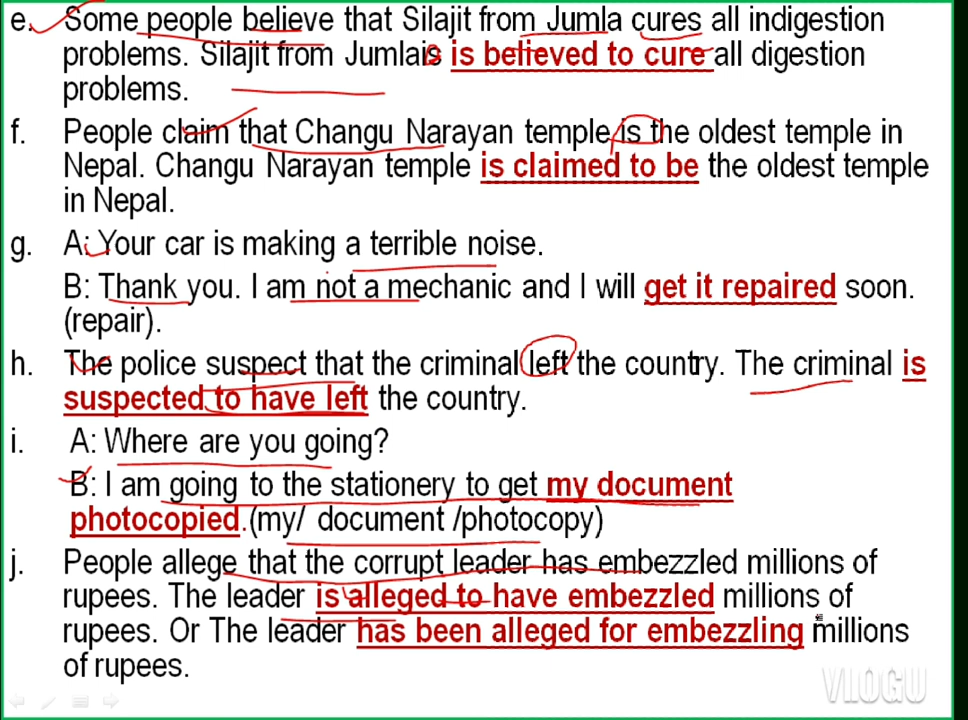 e. Some people believe that Silajit from Jumla cures all indigestion
problems. Silajit from Jumlais is believed to cure all digestion
problems.
f. People claim that Changu Narayan temple is the oldest temple in
Nepal. Changu Narayan temple is claimed to be the oldest temple
in Nepal.
g. A: Your car is making a terrible noise.
B: Thank you. I am not a mechanic and I will get it repaired soon.
(repair).
h. The police suspect that the criminal left the country. The criminal is
suspected to have left the country.
i. A: Where are you going?
B: I am going to the stationery to get my document
photocopied.(my/ document /photocopy)
j. People allege that the corrupt leader has embezzled millions of
rupees. The leader is alleged to have embezzled millions of
rupees. Or The leader has been alleged for embezzling millions
of rupees.
VLOGU